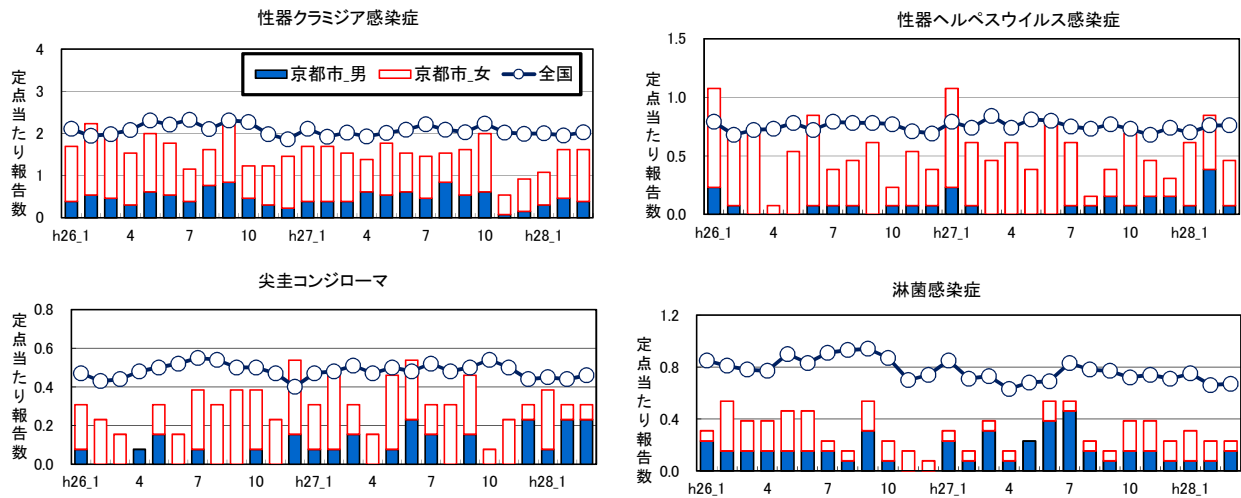 性器クラミジア感染症
定点当たり報告数
4
3
2
1
0
京都市_男 京都市_女 全国
h26_1 4 7 10 h27_1 4 7 10 h28_1
性器ヘルペスウイルス感染症
定点当たり報告数
1.5
1.0
0.5
0.0
h26_1 4 7 10 h27_1 4 7 10 h28_1
尖圭コンジローマ
定点当たり報告数
0.8
0.6
0.4
0.2
0.0
h26_1 4 7 10 h27_1 4 7 10 h28_1
淋菌感染症
定点当たり報告数
1.2
0.8
0.4
0.0
h26_1 4 7 10 h27_1 4 7 10 h28_1